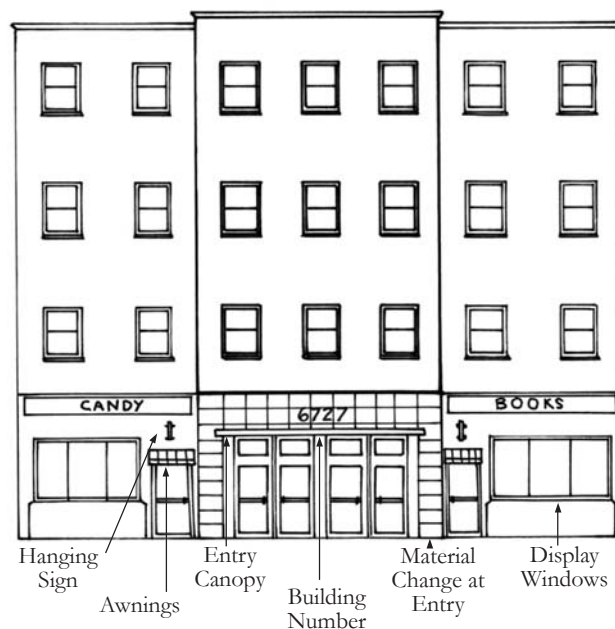 CANDY
6727
BOOKS
Hanging
Sign
Awnings
Entry
Canopy
Building
Number
Material
Change at
Entry
Display
Windows